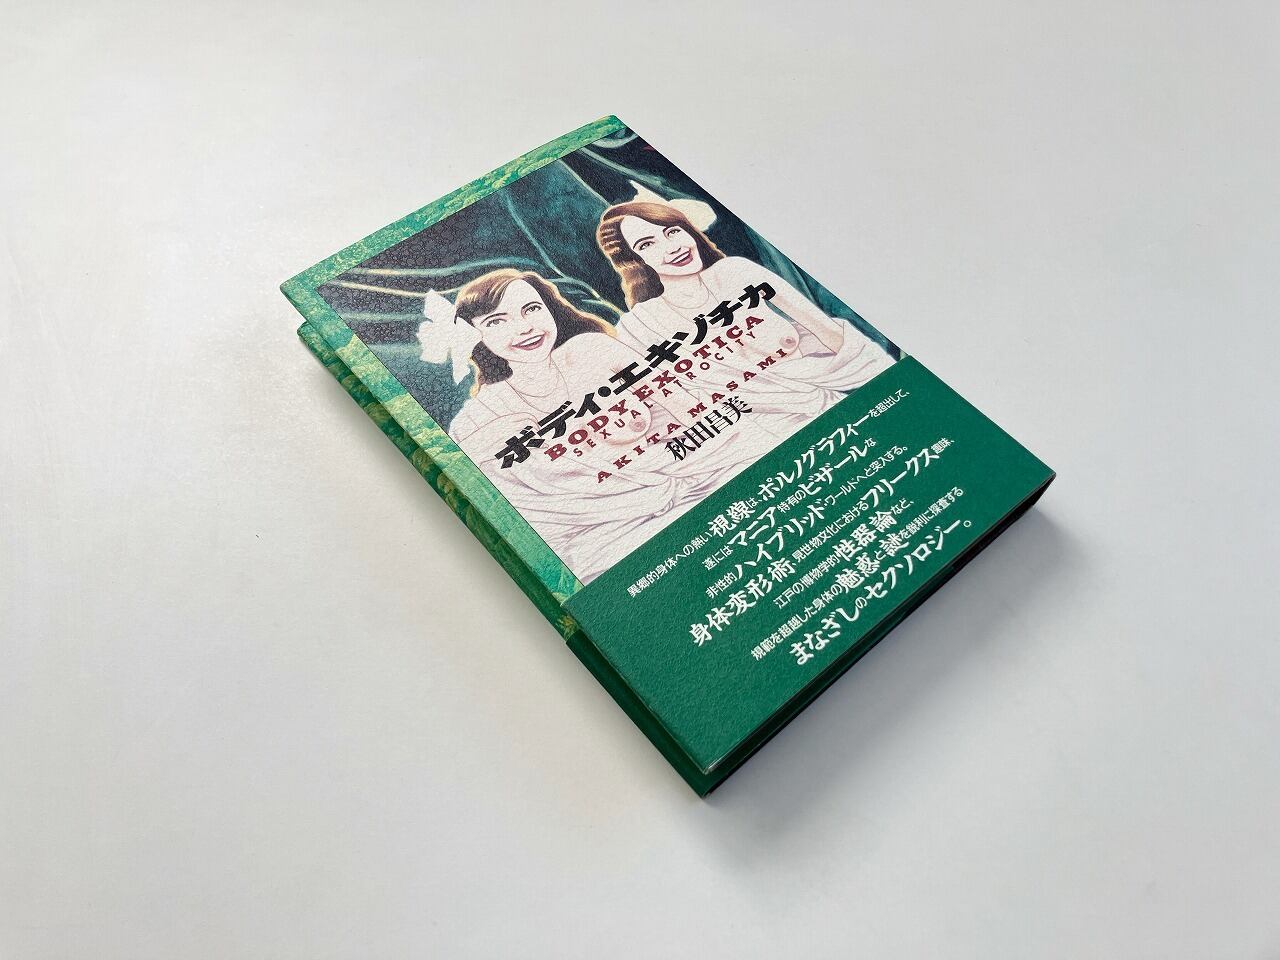 ボディ・エキゾチカ
BODY EXOTICA
SEXUAL ATROCITY
AKITA MASAMI
秋田昌美
異郷的身体への熱い視線は、ポルノグラフィーを超出して、
遂にはマニア特有のビザールな
非性的ハイブリッド・ワールドへと突入する。
身体変形術、見世物文化におけるフリークス趣味、
江戸の博物学的性器論など、
規範を超越した身体の魅惑と謎を鋭利に探査する
まなざしのセクソロジー。